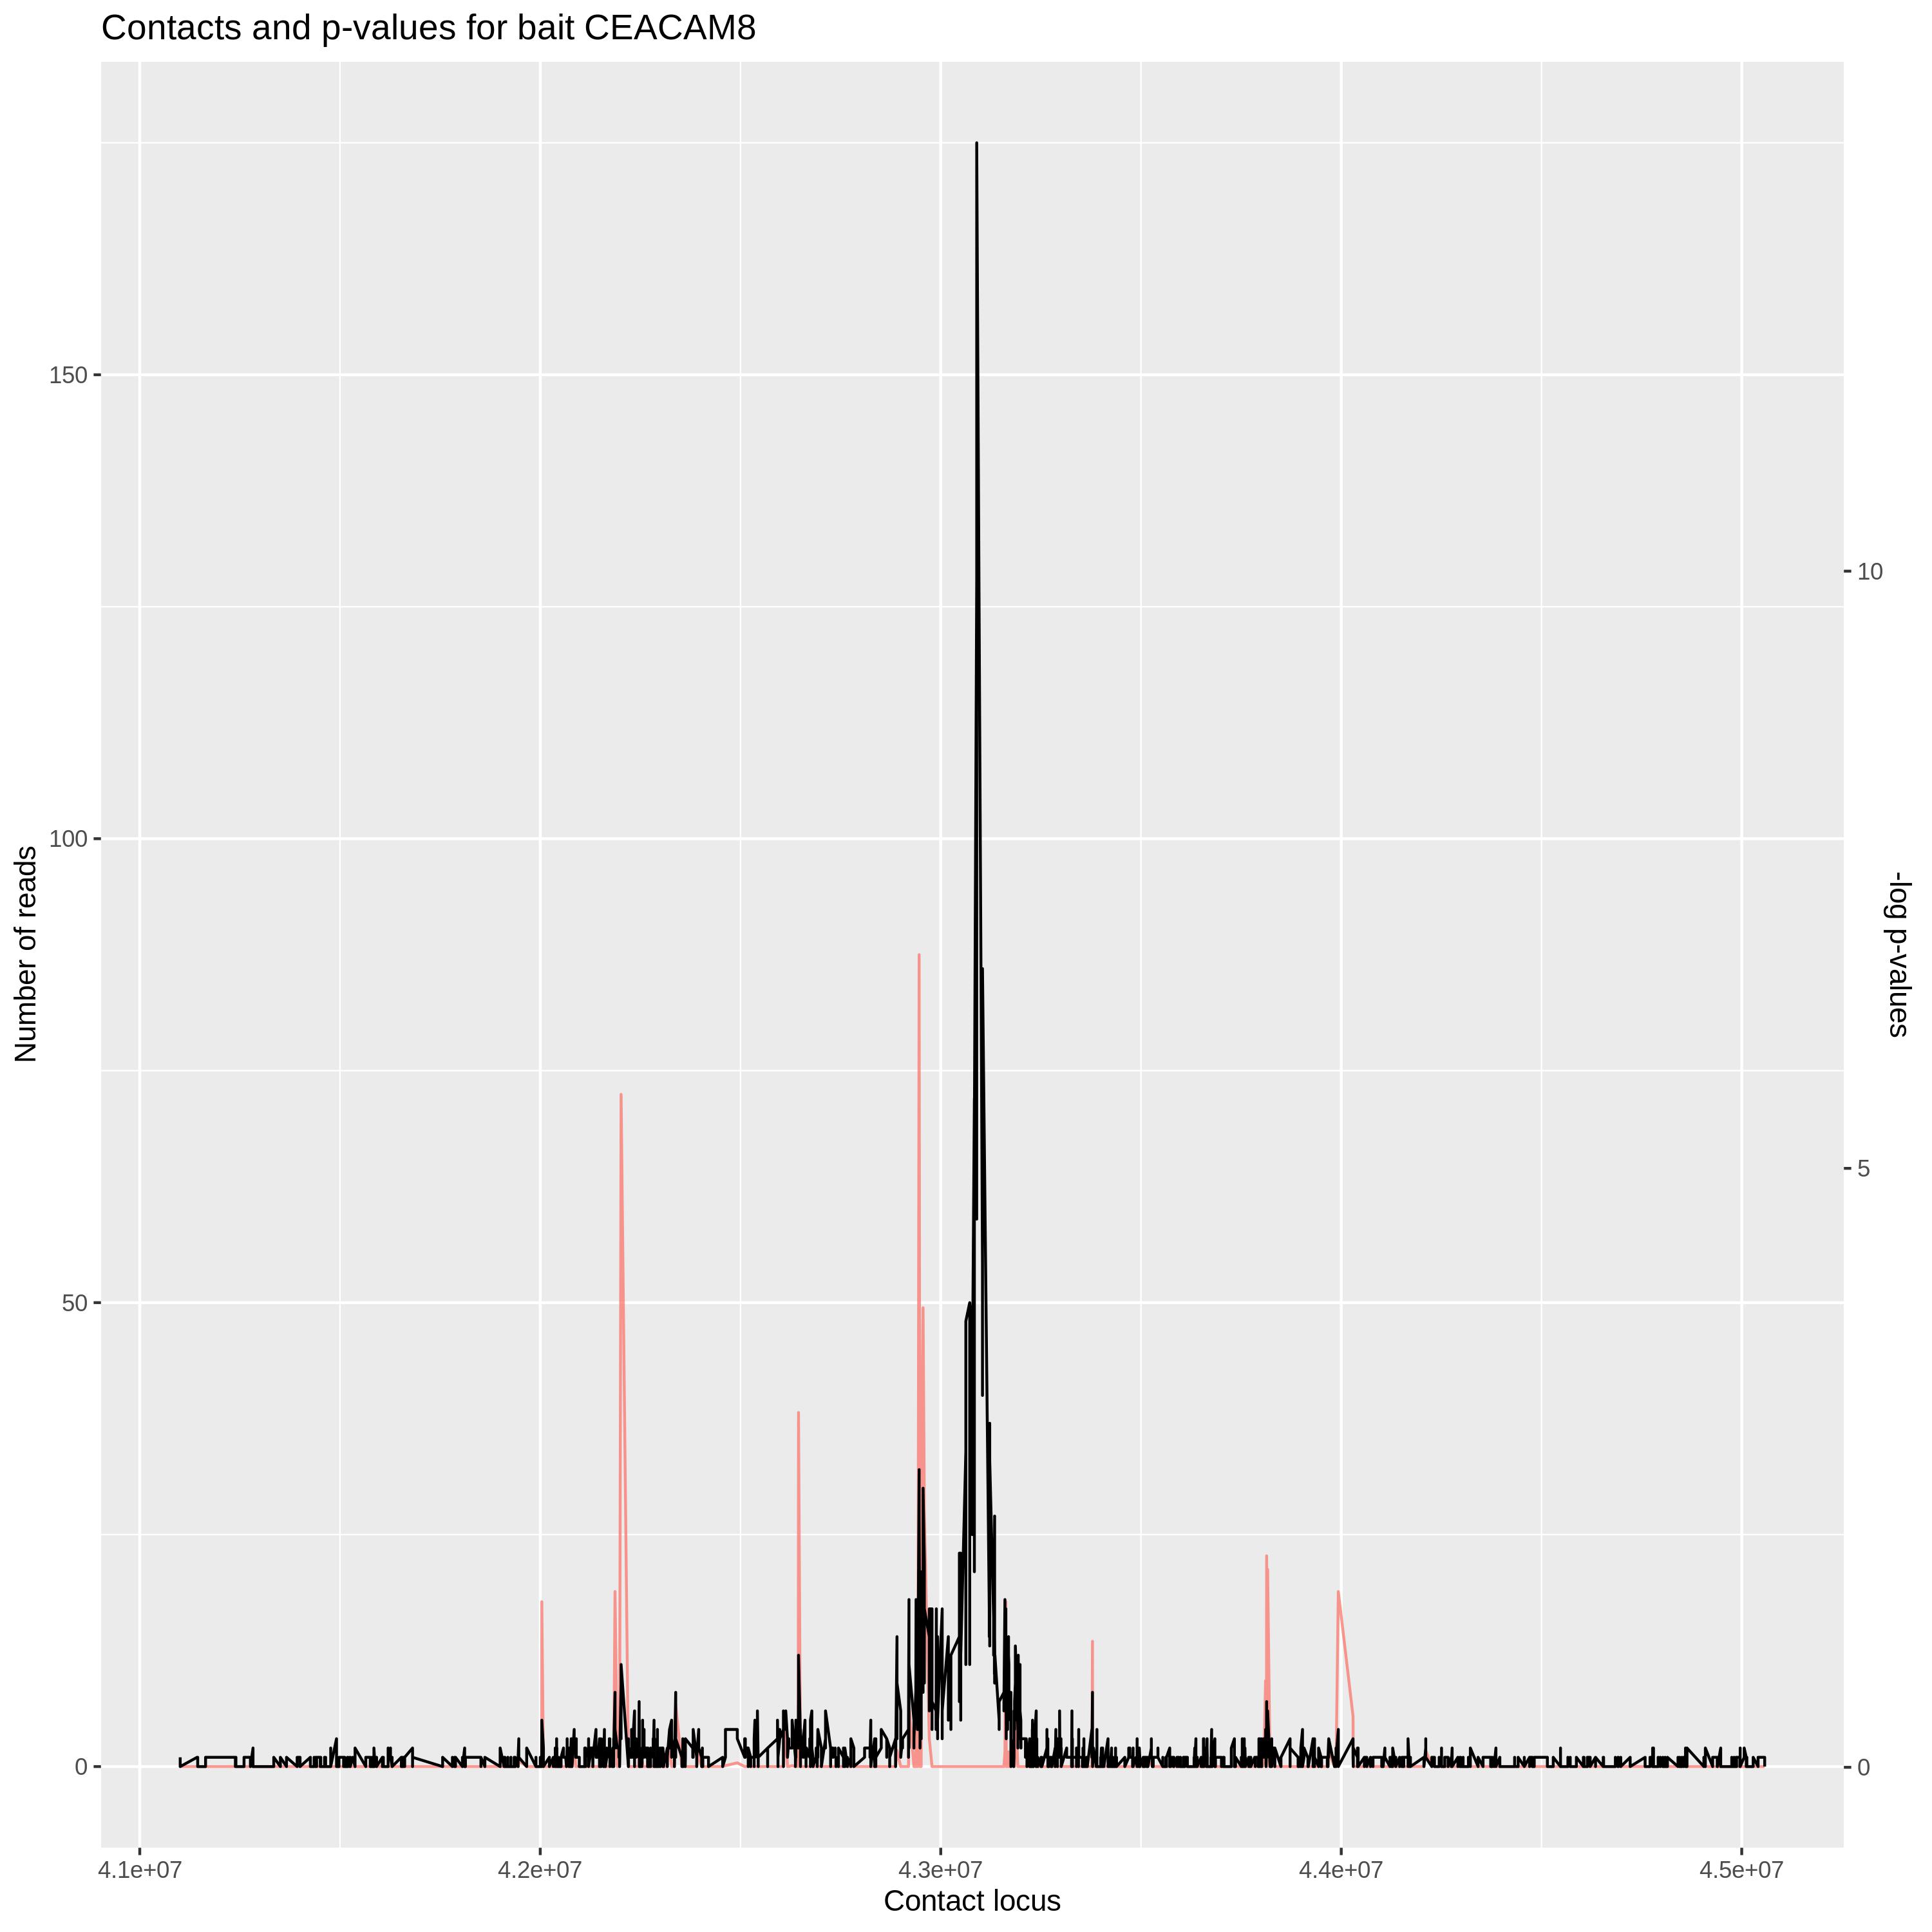 Contacts and p-values for bait CEACAM8
150
100
50
0
10
5
0
Number of reads
-log p-values
4.1e+07
4.2e+07
4.3e+07
4.4e+07
4.5e+07
Contact locus